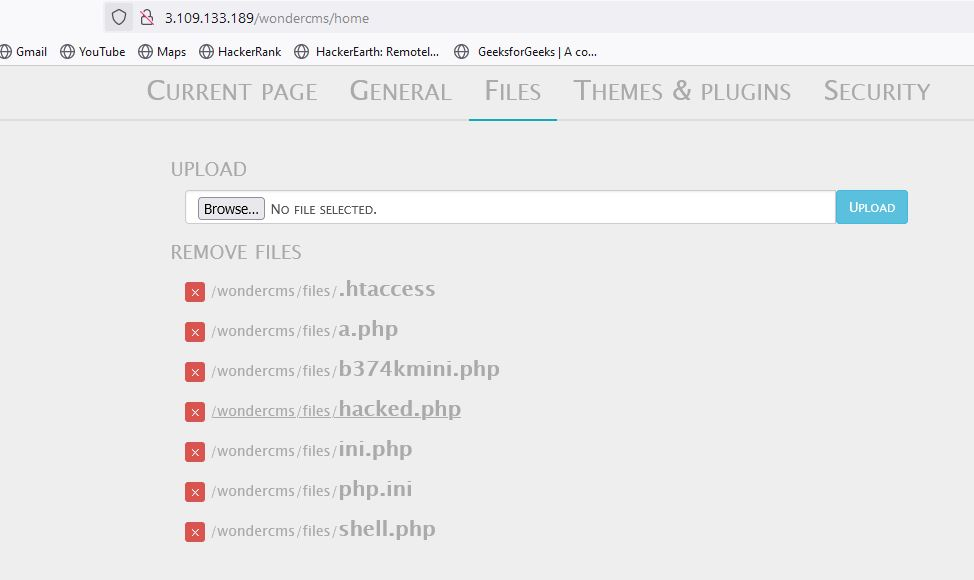 3.109.133.189/wondercms/home
Gmail YouTube Maps HackerRank HackerEarth: Remotel... GeeksforGeeks | A co...
CURRENT PAGE GENERAL FILES THEMES & PLUGINS SECURITY
UPLOAD
Browse... NO FILE SELECTED. UPLOAD
REMOVE FILES
× /wondercms/files/.htaccess
× /wondercms/files/a.php
× /wondercms/files/b374kmini.php
× /wondercms/files/hacked.php
× /wondercms/files/ini.php
× /wondercms/files/php.ini
× /wondercms/files/shell.php